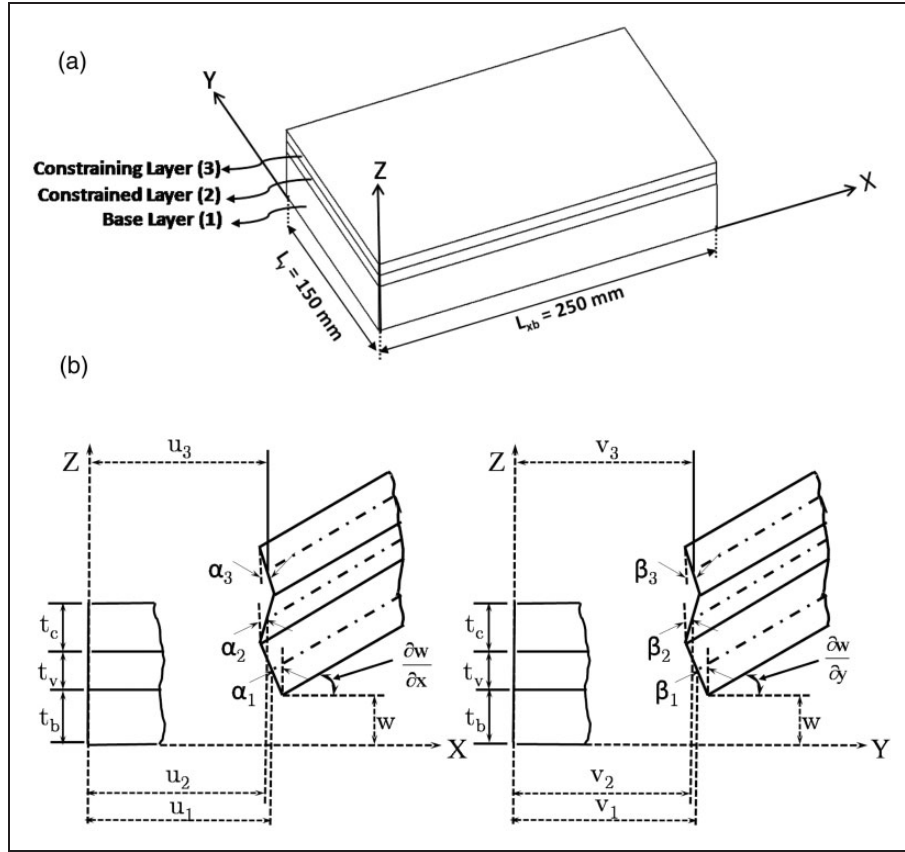 (a)
Y
Constraining Layer (3)
Constrained Layer (2)
Base Layer (1)
Z
X
L_y = 150 mm
L_xb = 250 mm
(b)
Z
u_3
α_3
t_c
α_2
t_v
α_1
∂w
∂x
t_b
w
X
u_2
u_1
Z
v_3
β_3
t_c
β_2
t_v
β_1
∂w
∂y
t_b
w
Y
v_2
v_1